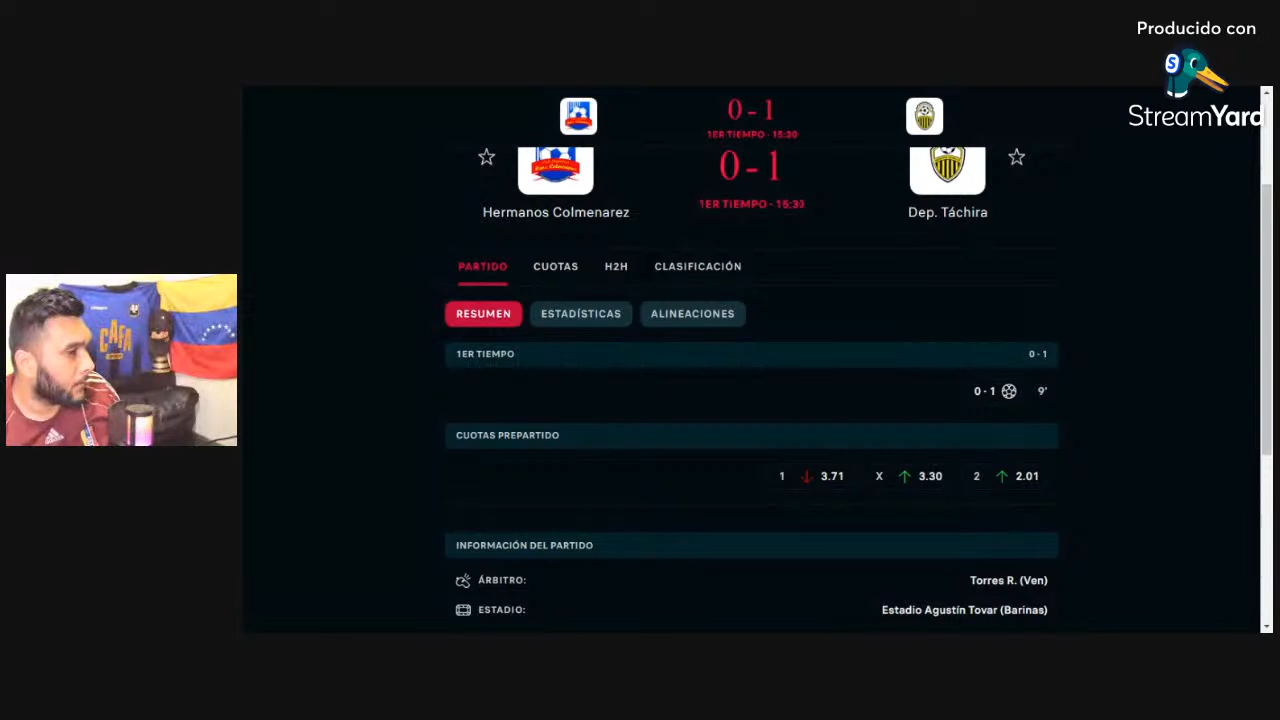 Producido con
StreamYard
0 - 1
1ER TIEMPO - 15:30
0 - 1
1ER TIEMPO - 15:30
Hermanos Colmenarez
Dep. Táchira
PARTIDO CUOTAS H2H CLASIFICACIÓN
RESUMEN ESTADÍSTICAS ALINEACIONES
1ER TIEMPO 0 - 1
0 - 1 9'
CUOTAS PREPARTIDO
1 3.71 X 3.30 2 2.01
INFORMACIÓN DEL PARTIDO
ÁRBITRO: Torres R. (Ven)
ESTADIO: Estadio Agustín Tovar (Barinas)
CAFA